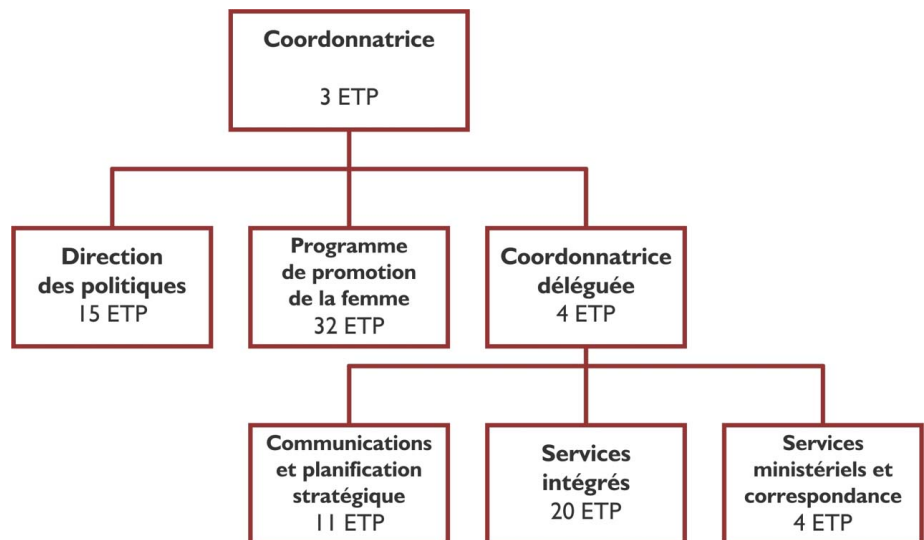 Coordonnatrice
3 ETP
Direction
des politiques
15 ETP
Programme
de promotion
de la femme
32 ETP
Coordonnatrice
déléguée
4 ETP
Communications
et planification
stratégique
11 ETP
Services
intégrés
20 ETP
Services
ministériels et
correspondance
4 ETP